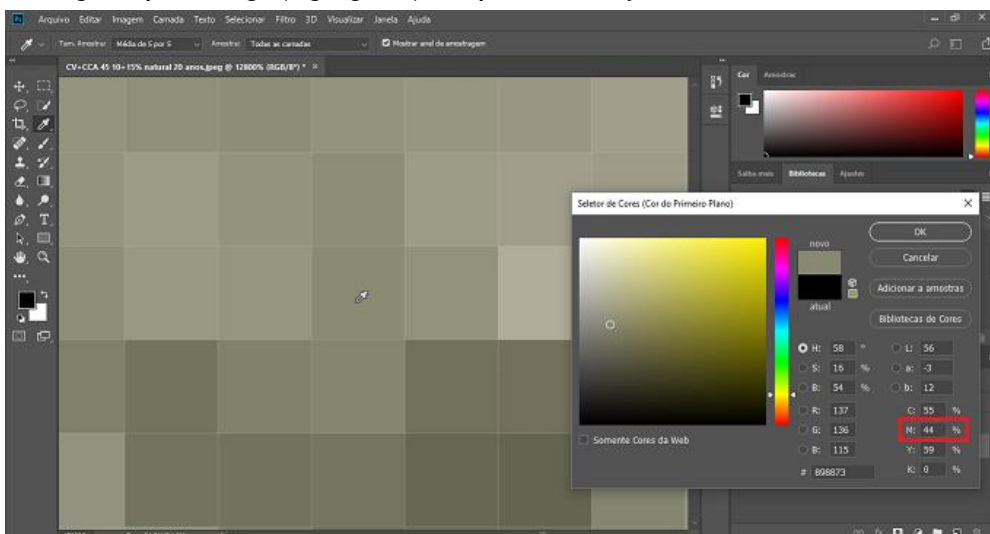 Arquivo Editar Imagem Camada Texto Selecionar Filtro 3D Visualizar Janela Ajuda
Tam. Amostra: Média de 5 por 5 Amostra: Todas as camadas Mostrar anel de amostragem
CV+CCA 45 10+15% natural 20 anos.jpeg @ 12800% (RGB/8*) *
Cor Amostras
Saiba mais Bibliotecas Ajustes
Seletor de Cores (Cor do Primeiro Plano)
novo
atual
OK
Cancelar
Adicionar a amostras
Bibliotecas de Cores
H: 58 ° L: 56
S: 16 % a: -3
B: 54 % b: 12
R: 137 C: 55 %
G: 136 M: 44 %
B: 115 Y: 59 %
# 898873 K: 0 %
Somente Cores da Web